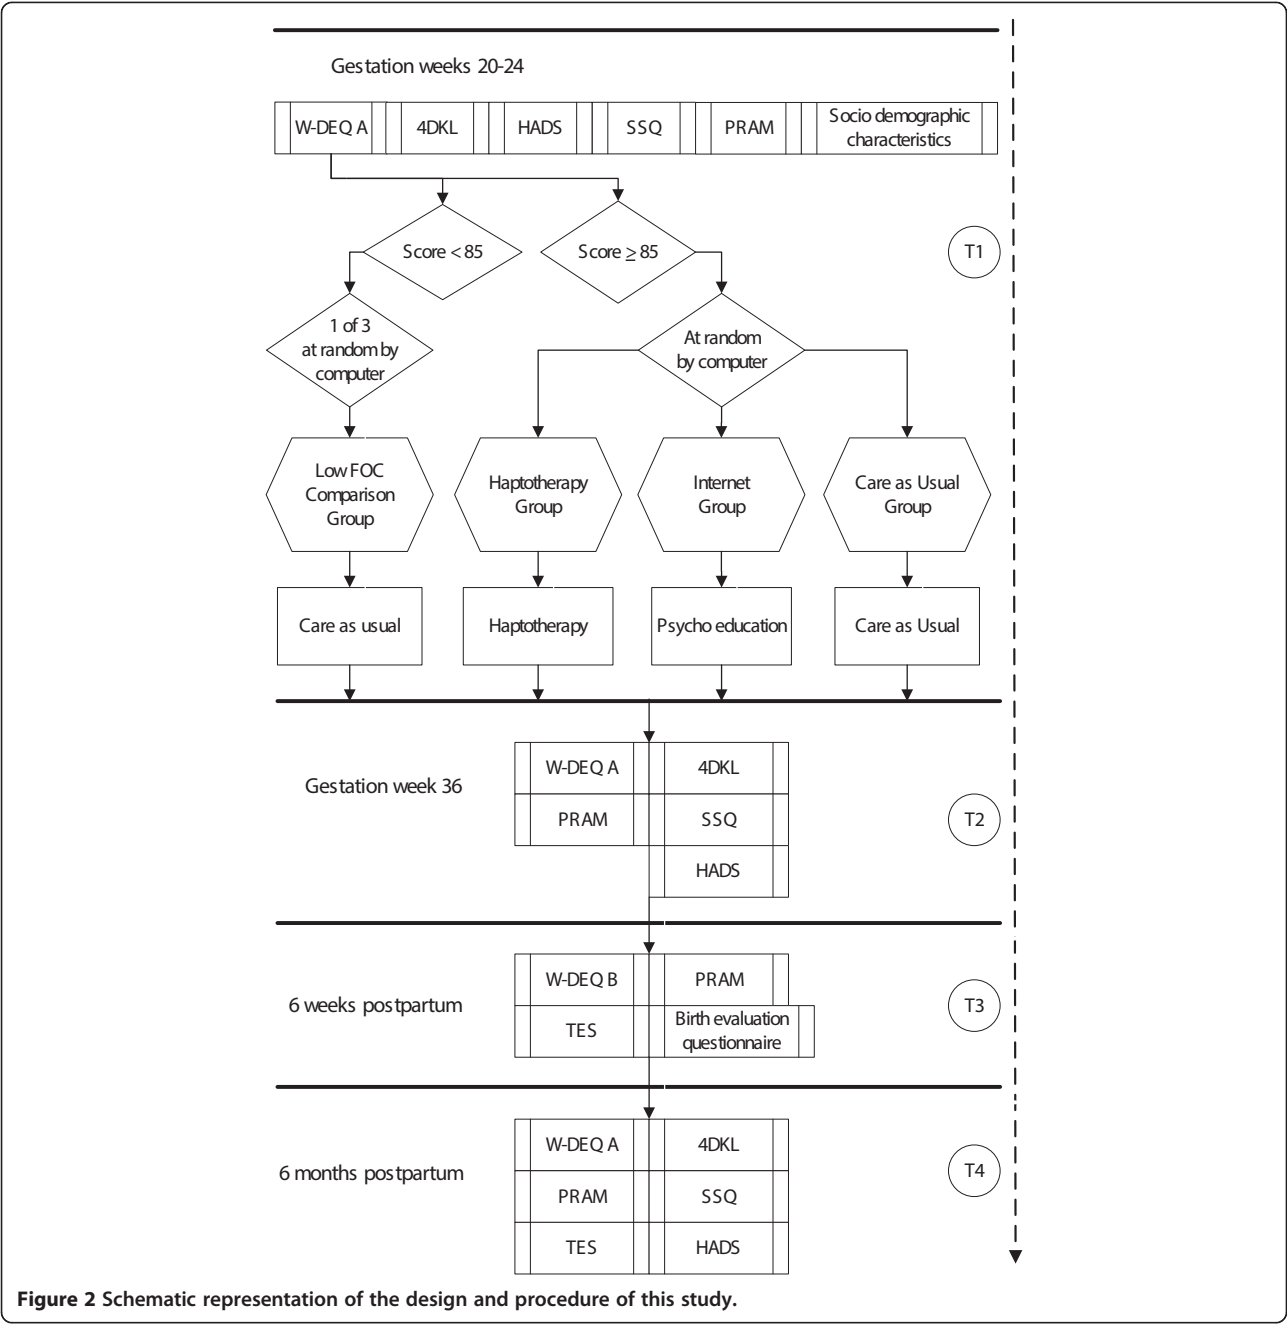 Gestation weeks 20-24
W-DEQ A
4DKL
HADS
SSQ
PRAM
Socio demographic
characteristics
Score < 85
Score ≥ 85
T1
1 of 3
at random by
computer
At random
by computer
Low FOC
Comparison
Group
Haptotherapy
Group
Internet
Group
Care as Usual
Group
Care as usual
Haptotherapy
Psycho education
Care as Usual
Gestation week 36
W-DEQ A
4DKL
PRAM
SSQ
HADS
T2
6 weeks postpartum
W-DEQ B
PRAM
TES
Birth evaluation
questionnaire
T3
6 months postpartum
W-DEQ A
4DKL
PRAM
SSQ
TES
HADS
T4
Figure 2 Schematic representation of the design and procedure of this study.